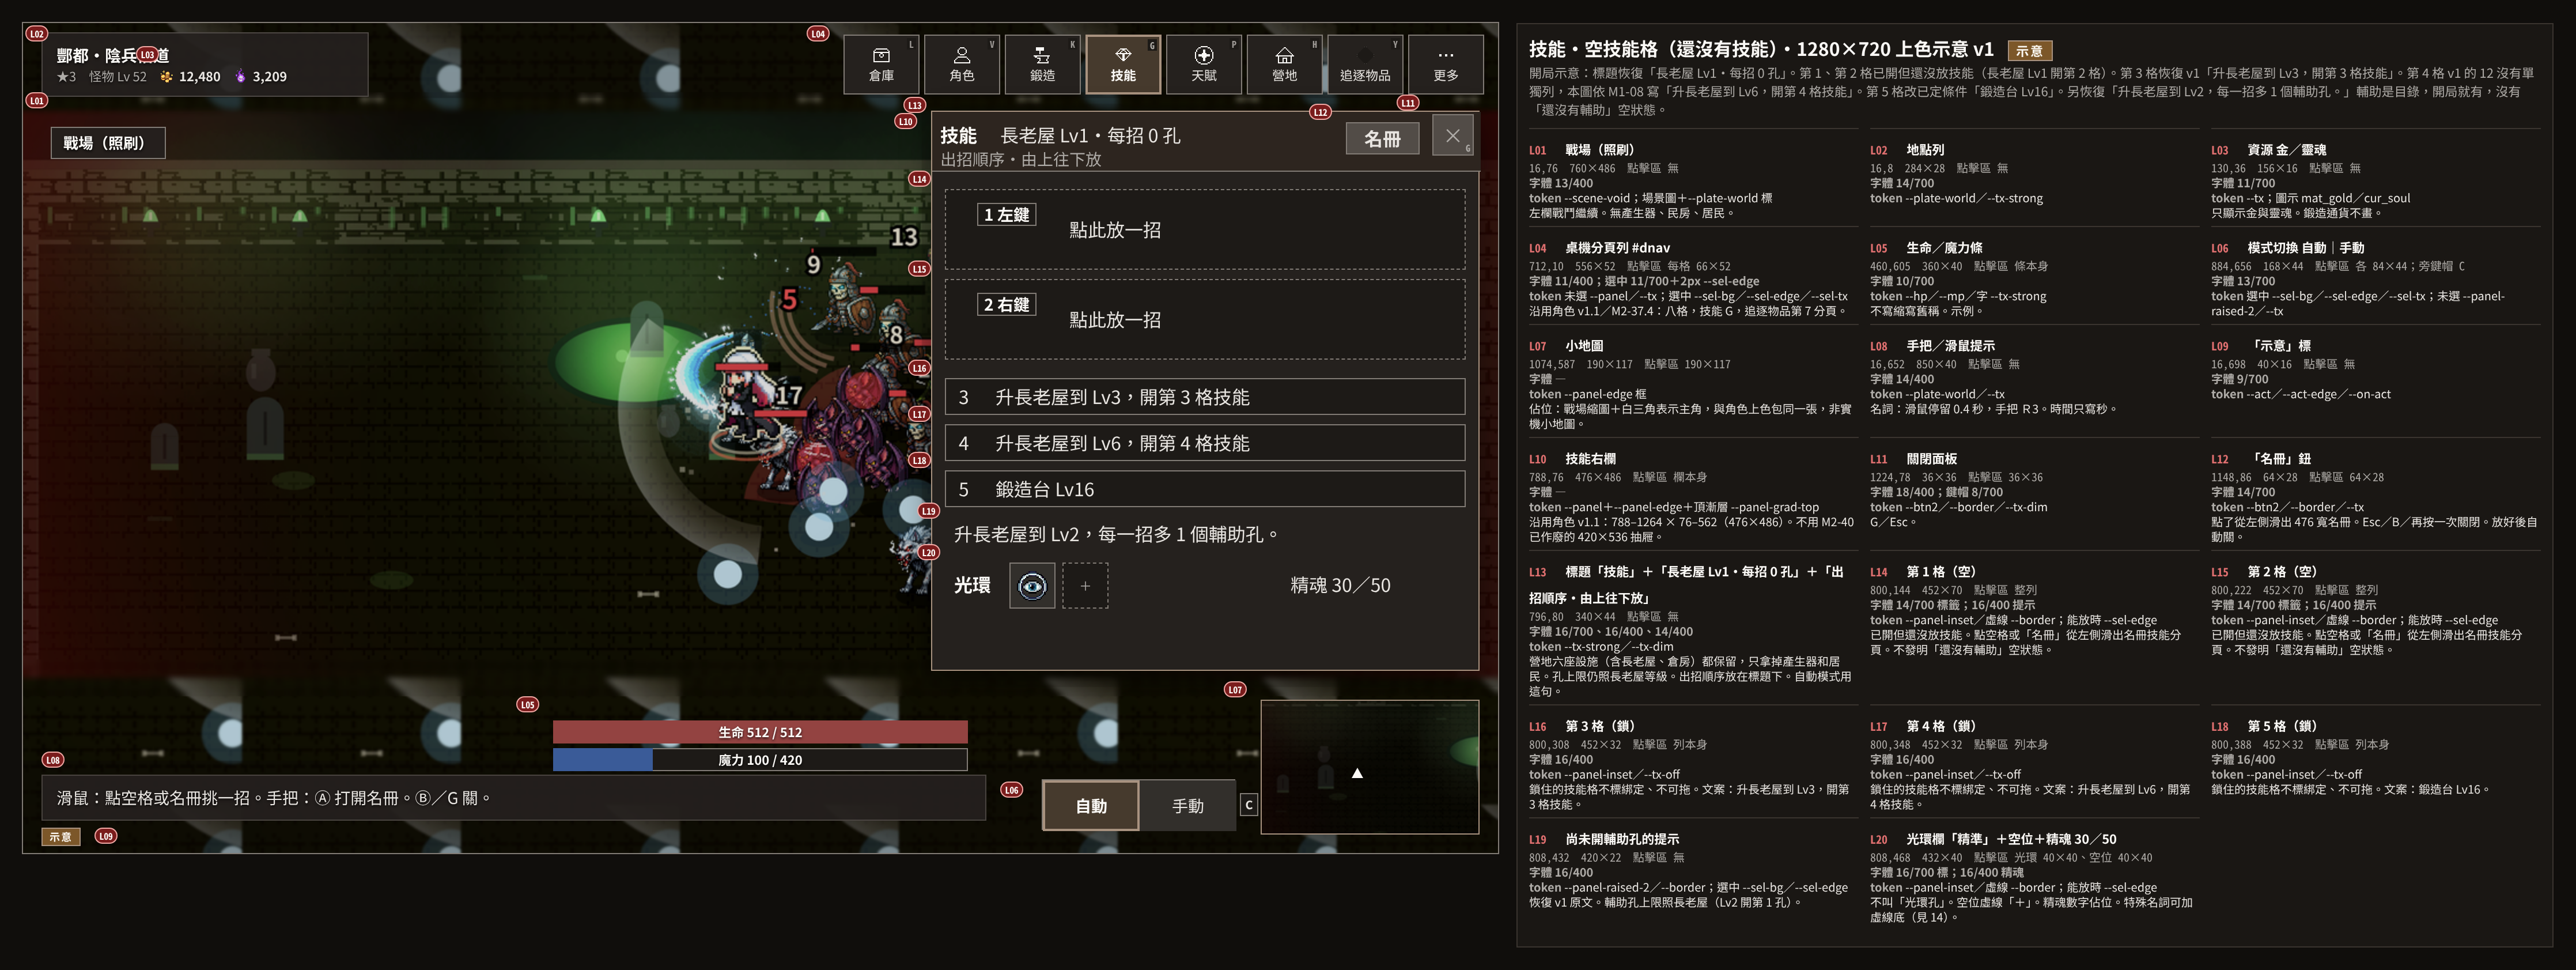 L02
酆都・陰兵
L03
道
★3 怪物 Lv 52 12,480 3,209
L01
戰場（照刷）
L04
L 倉庫
V 角色
K 鍛造
G 技能
P 天賦
H 營地
Y 追逐物品
··· 更多
L13
L10
L12
L11
技能 長老屋 Lv1・每招 0 孔
出招順序・由上往下放
名冊
× G
L14
1 左鍵
點此放一招
L15
2 右鍵
點此放一招
L16
3 升長老屋到 Lv3，開第 3 格技能
L17
4 升長老屋到 Lv6，開第 4 格技能
L18
5 鍛造台 Lv16
L19
升長老屋到 Lv2，每一招多 1 個輔助孔。
L20
光環 + 精魂 30／50
13
9
5
8
17
L05
生命 512 / 512
魔力 100 / 420
L07
L08
滑鼠：點空格或名冊挑一招。手把：Ⓐ 打開名冊。Ⓑ／G 關。
L06
自動 手動 C
示意 L09
技能・空技能格（還沒有技能）・1280×720 上色示意 v1 示意
開局示意：標題恢復「長老屋 Lv1・每招 0 孔」。第 1、第 2 格已開但還沒放技能（長老屋 Lv1 開第 2 格）。第 3 格恢復 v1「升長老屋到 Lv3，開第 3 格技能」。第 4 格 v1 的 12 沒有單
獨列，本圖依 M1-08 寫「升長老屋到 Lv6，開第 4 格技能」。第 5 格改已定條件「鍛造台 Lv16」。另恢復「升長老屋到 Lv2，每一招多 1 個輔助孔。」輔助是目錄，開局就有，沒有
「還沒有輔助」空狀態。
L01 戰場（照刷）
16,76 760×486 點擊區 無
字體 13/400
token --scene-void；場景圖＋--plate-world 標
左欄戰鬥繼續。無產生器、民房、居民。
L02 地點列
16,8 284×28 點擊區 無
字體 14/700
token --plate-world／--tx-strong
L03 資源 金／靈魂
130,36 156×16 點擊區 無
字體 11/700
token --tx；圖示 mat_gold／cur_soul
只顯示金與靈魂。鍛造通貨不畫。
L04 桌機分頁列 #dnav
712,10 556×52 點擊區 每格 66×52
字體 11/400；選中 11/700＋2px --sel-edge
token 未選 --panel／--tx；選中 --sel-bg／--sel-edge／--sel-tx
沿用角色 v1.1／M2-37.4：八格，技能 G，追逐物品第 7 分頁。
L05 生命／魔力條
460,605 360×40 點擊區 條本身
字體 10/700
token --hp／--mp／字 --tx-strong
不寫縮寫舊稱。示例。
L06 模式切換 自動｜手動
884,656 168×44 點擊區 各 84×44；旁鍵帽 C
字體 13/700
token 選中 --sel-bg／--sel-edge／--sel-tx；未選 --panel-
raised-2／--tx
L07 小地圖
1074,587 190×117 點擊區 190×117
字體 —
token --panel-edge 框
佔位：戰場縮圖＋白三角表示主角，與角色上色包同一張，非實
機小地圖。
L08 手把／滑鼠提示
16,652 850×40 點擊區 無
字體 14/400
token --plate-world／--tx
名詞：滑鼠停留 0.4 秒，手把 R3。時間只寫秒。
L09 「示意」標
16,698 40×16 點擊區 無
字體 9/700
token --act／--act-edge／--on-act
L10 技能右欄
788,76 476×486 點擊區 欄本身
字體 —
token --panel＋--panel-edge＋頂漸層 --panel-grad-top
沿用角色 v1.1：788–1264 × 76–562（476×486）。不用 M2-40
已作廢的 420×536 抽屜。
L11 關閉面板
1224,78 36×36 點擊區 36×36
字體 18/400；鍵帽 8/700
token --btn2／--border／--tx-dim
G／Esc。
L12 「名冊」鈕
1148,86 64×28 點擊區 64×28
字體 14/700
token --btn2／--border／--tx
點了從左側滑出 476 寬名冊。Esc／B／再按一次關閉。放好後自
動關。
L13 標題「技能」＋「長老屋 Lv1・每招 0 孔」＋「出
招順序・由上往下放」
796,80 340×44 點擊區 無
字體 16/700、16/400、14/400
token --tx-strong／--tx-dim
營地六座設施（含長老屋、倉房）都保留，只拿掉產生器和居
民。孔上限仍照長老屋等級。出招順序放在標題下。自動模式用
這句。
L14 第 1 格（空）
800,144 452×70 點擊區 整列
字體 14/700 標籤；16/400 提示
token --panel-inset／虛線 --border；能放時 --sel-edge
已開但還沒放技能。點空格或「名冊」從左側滑出名冊技能分
頁。不發明「還沒有輔助」空狀態。
L15 第 2 格（空）
800,222 452×70 點擊區 整列
字體 14/700 標籤；16/400 提示
token --panel-inset／虛線 --border；能放時 --sel-edge
已開但還沒放技能。點空格或「名冊」從左側滑出名冊技能分
頁。不發明「還沒有輔助」空狀態。
L16 第 3 格（鎖）
800,308 452×32 點擊區 列本身
字體 16/400
token --panel-inset／--tx-off
鎖住的技能格不標綁定、不可拖。文案：升長老屋到 Lv3，開第
3 格技能。
L17 第 4 格（鎖）
800,348 452×32 點擊區 列本身
字體 16/400
token --panel-inset／--tx-off
鎖住的技能格不標綁定、不可拖。文案：升長老屋到 Lv6，開第
4 格技能。
L18 第 5 格（鎖）
800,388 452×32 點擊區 列本身
字體 16/400
token --panel-inset／--tx-off
鎖住的技能格不標綁定、不可拖。文案：鍛造台 Lv16。
L19 尚未開輔助孔的提示
808,432 420×22 點擊區 無
字體 16/400
token --panel-raised-2／--border；選中 --sel-bg／--sel-edge
恢復 v1 原文。輔助孔上限照長老屋（Lv2 開第 1 孔）。
L20 光環欄「精準」＋空位＋精魂 30／50
808,468 432×40 點擊區 光環 40×40、空位 40×40
字體 16/700 標；16/400 精魂
token --panel-inset／虛線 --border；能放時 --sel-edge
不叫「光環孔」。空位虛線「＋」。精魂數字佔位。特殊名詞可加
虛線底（見 14）。